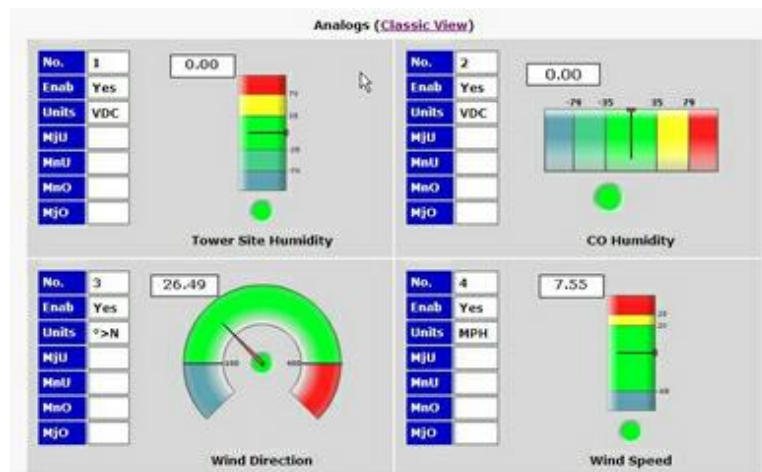 Analogs (Classic View)
No. 1
Enab Yes
Units VDC
MjU
MnU
MnO
MjO
0.00
Tower Site Humidity
No. 2
Enab Yes
Units VDC
MjU
MnU
MnO
MjO
0.00
35 79
CO Humidity
No. 3
Enab Yes
Units °>N
MjU
MnU
MnO
MjO
26.49
Wind Direction
No. 4
Enab Yes
Units MPH
MjU
MnU
MnO
MjO
7.55
Wind Speed